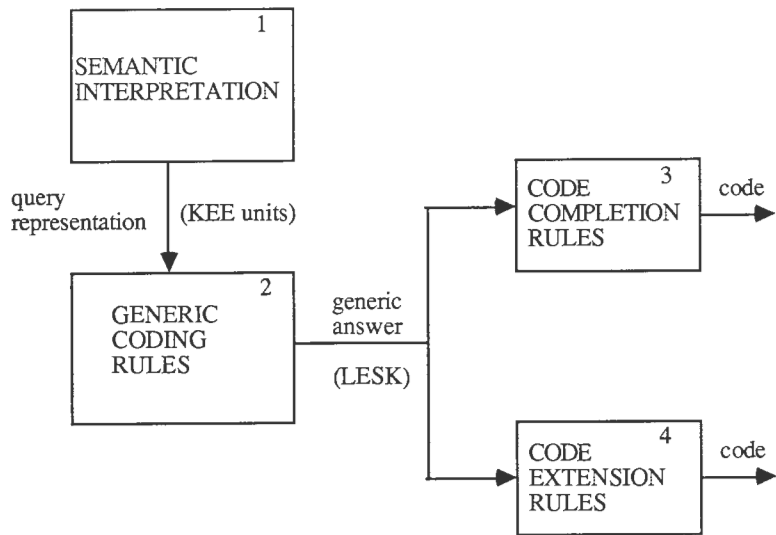 1
SEMANTIC
INTERPRETATION
query
representation
(KEE units)
2
GENERIC
CODING
RULES
generic
answer
(LESK)
3
CODE
COMPLETION
RULES
code
4
CODE
EXTENSION
RULES
code